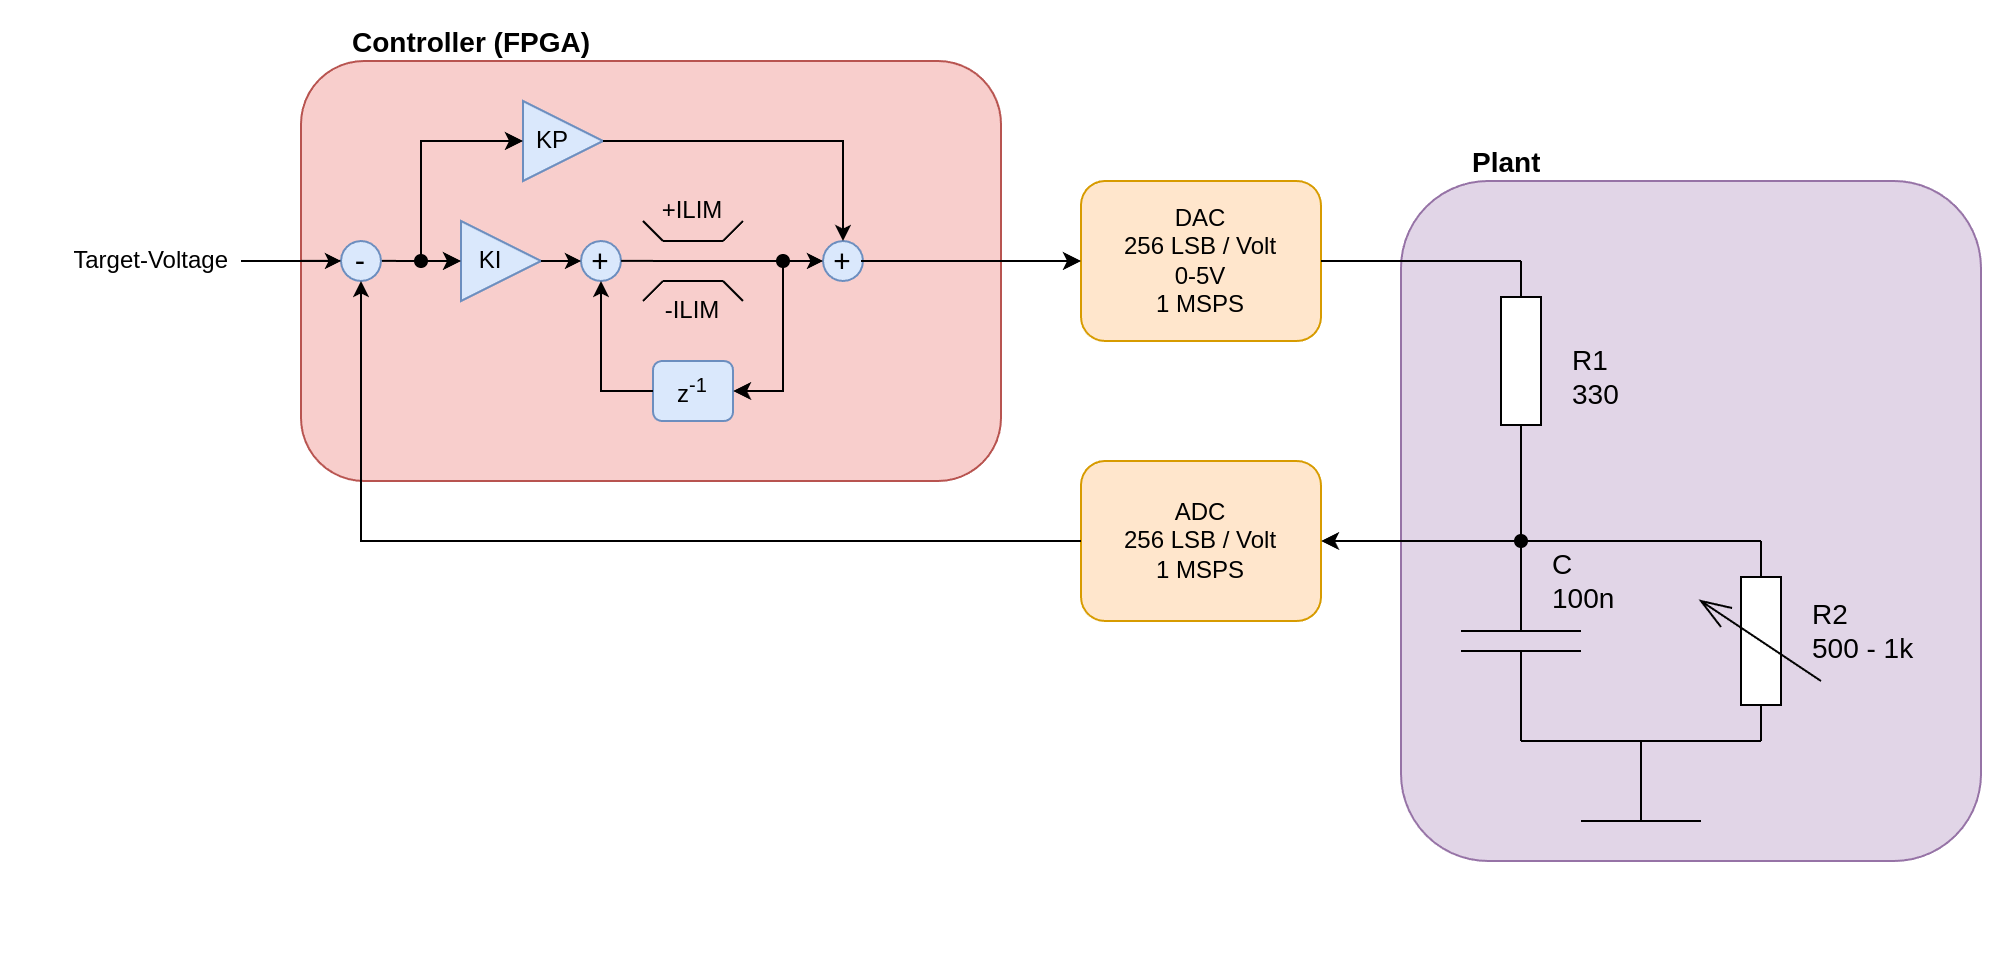 Controller (FPGA)
KP
Plant
+ILIM
DAC
256 LSB / Volt
0-5V
1 MSPS
Target-Voltage
-
KI
+
+
-ILIM
R1
330
z-1
ADC
256 LSB / Volt
1 MSPS
C
100n
R2
500 - 1k